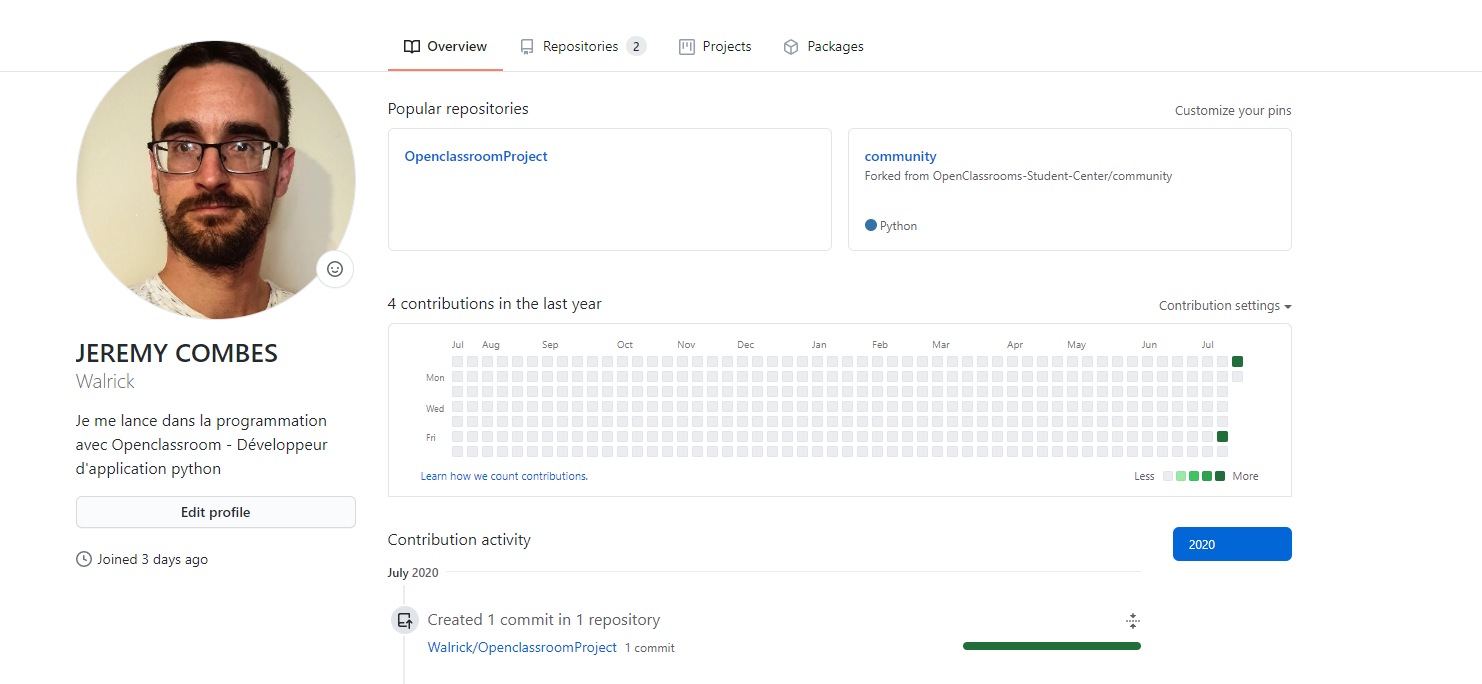 Overview
Repositories 2
Projects
Packages
JEREMY COMBES
Walrick
Je me lance dans la programmation
avec Openclassroom - Développeur
d'application python
Edit profile
Joined 3 days ago
Popular repositories
Customize your pins
OpenclassroomProject
community
Forked from OpenClassrooms-Student-Center/community
Python
4 contributions in the last year
Contribution settings
Jul Aug Sep Oct Nov Dec Jan Feb Mar Apr May Jun Jul
Mon
Wed
Fri
Learn how we count contributions.
Less More
Contribution activity
2020
July 2020
Created 1 commit in 1 repository
Walrick/OpenclassroomProject 1 commit